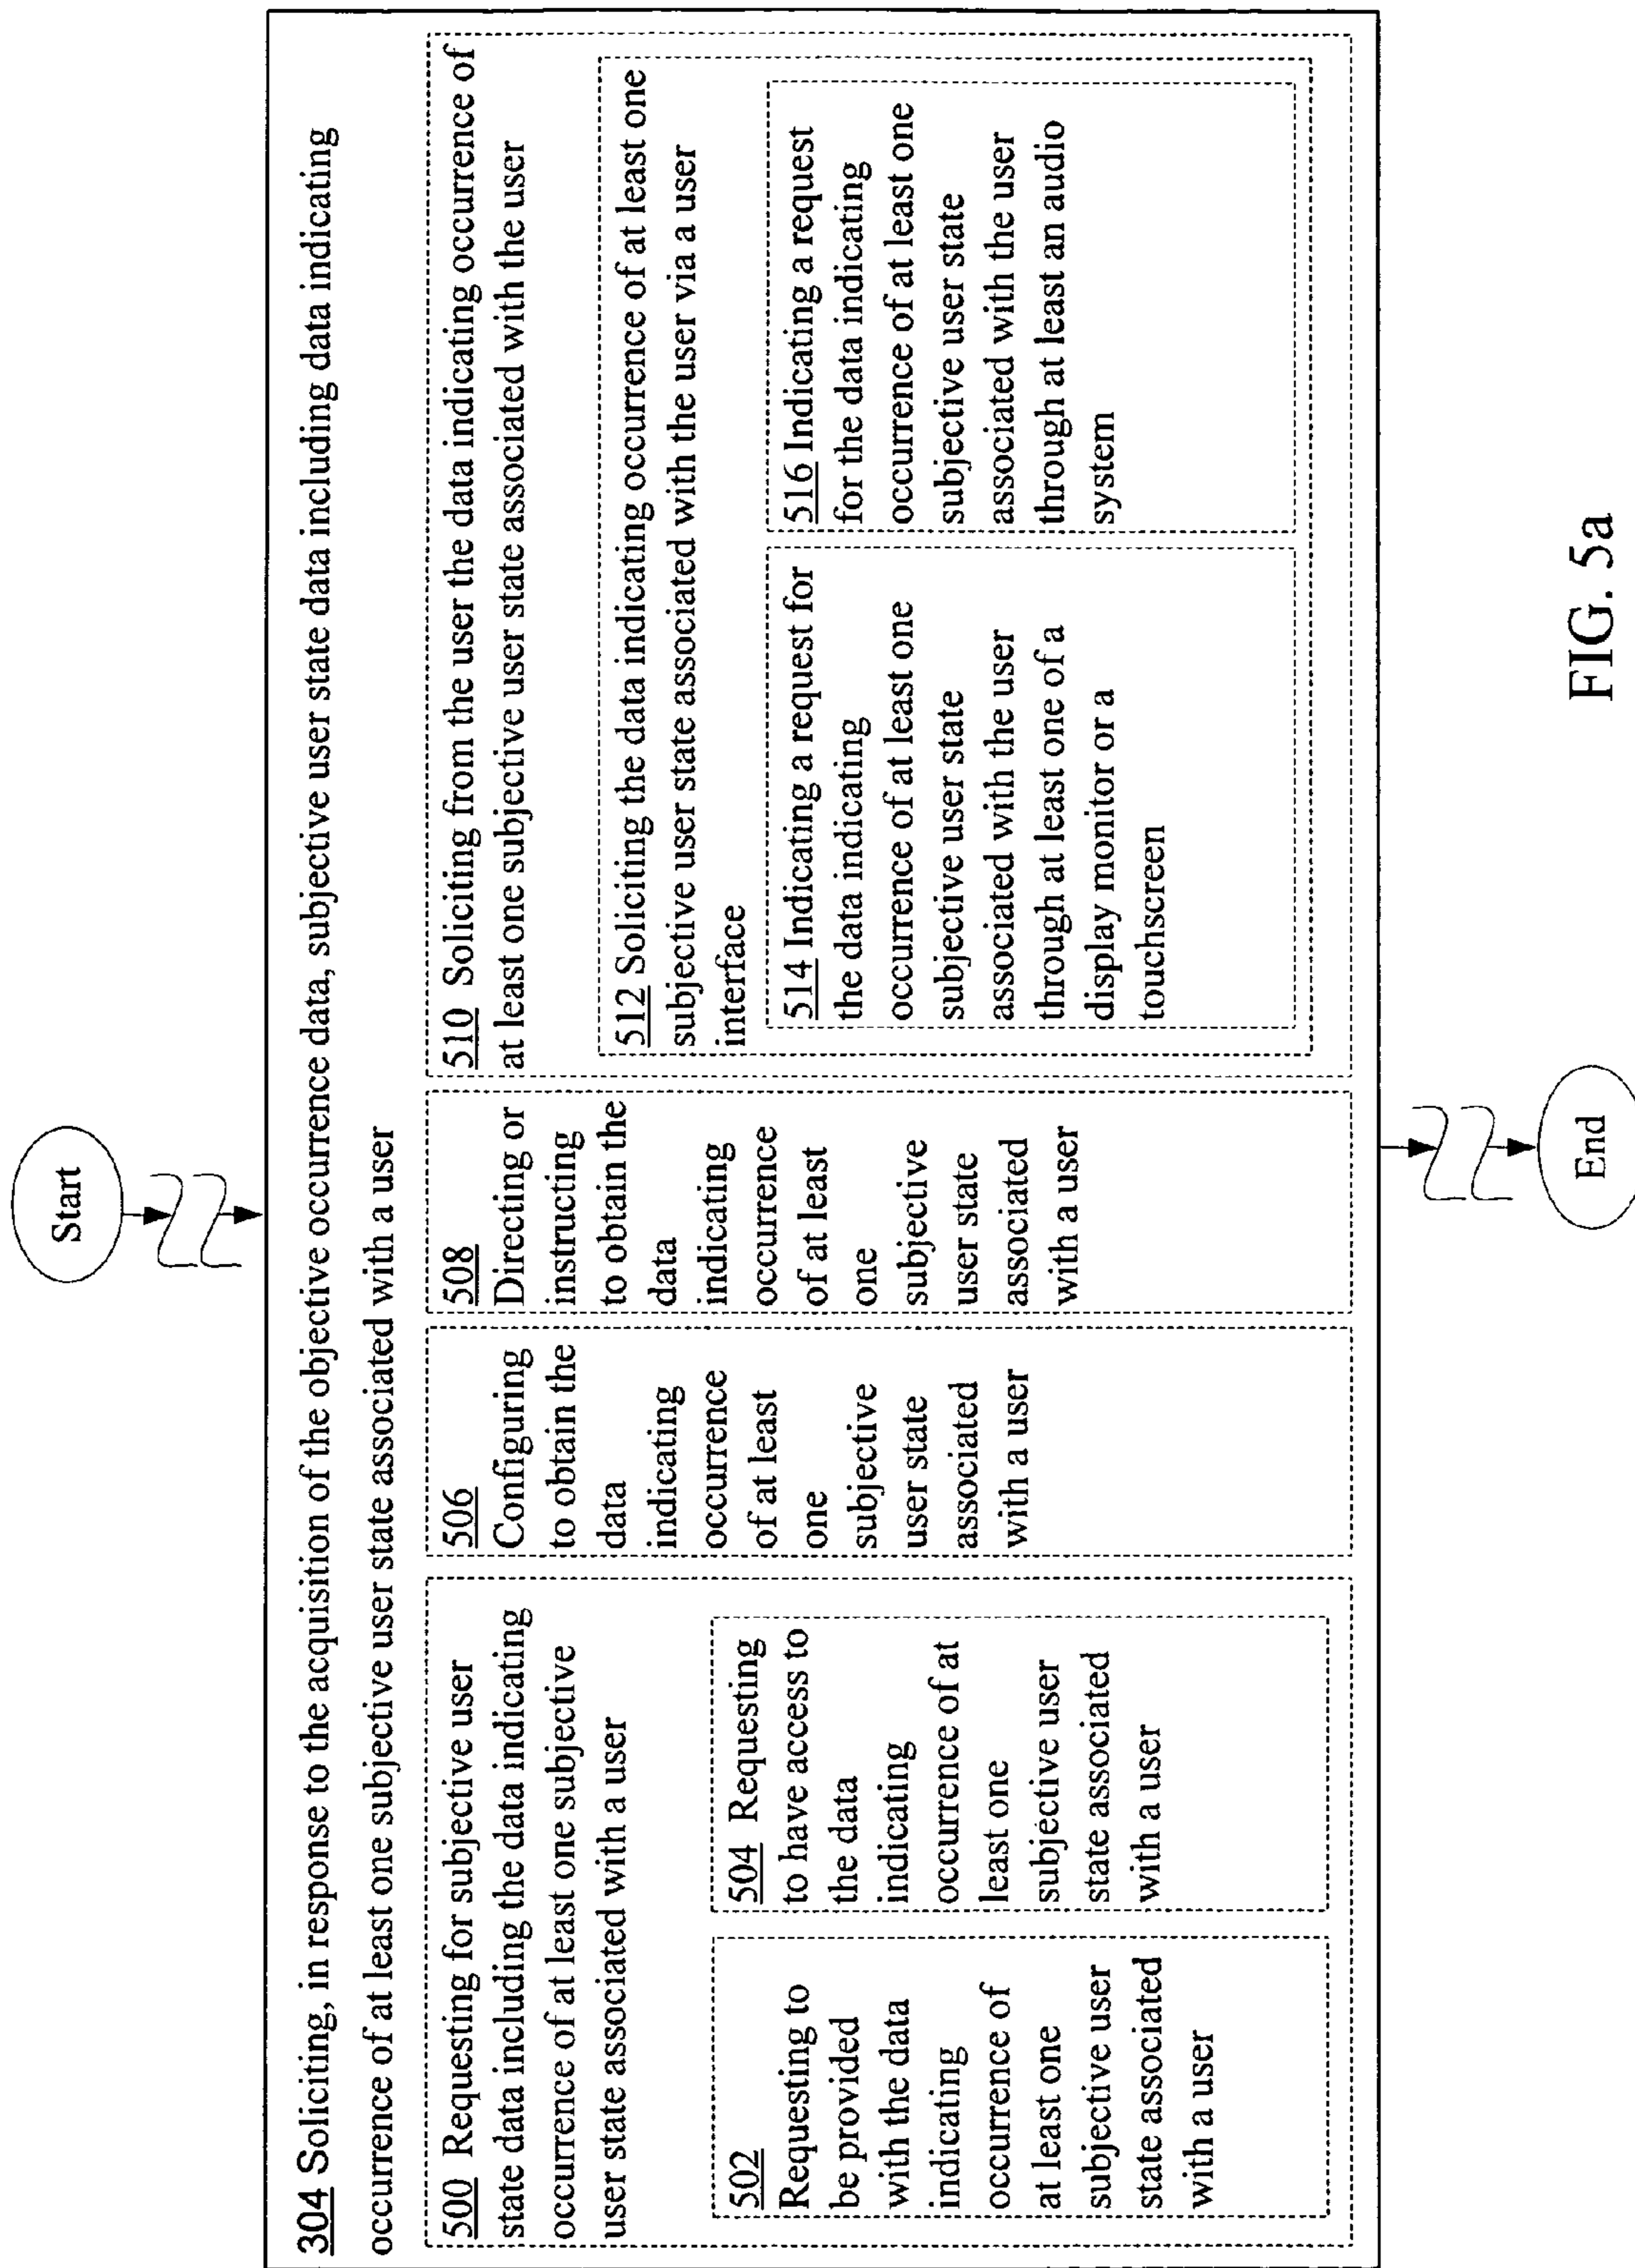 Start
304 Soliciting, in response to the acquisition of the objective occurrence data, subjective user state data including data indicating
occurrence of at least one subjective user state associated with a user
500 Requesting for subjective user
state data including the data indicating
occurrence of at least one subjective
user state associated with a user
502
Requesting to
be provided
with the data
indicating
occurrence of
at least one
subjective user
state associated
with a user
504 Requesting
to have access to
the data
indicating
occurrence of at
least one
subjective user
state associated
with a user
506
Configuring
to obtain the
data
indicating
occurrence
of at least
one
subjective
user state
associated
with a user
508
Directing or
instructing
to obtain the
data
indicating
occurrence
of at least
one
subjective
user state
associated
with a user
510 Soliciting from the user the data indicating occurrence of
at least one subjective user state associated with the user
512 Soliciting the data indicating occurrence of at least one
subjective user state associated with the user via a user
interface
514 Indicating a request for
the data indicating
occurrence of at least one
subjective user state
associated with the user
through at least one of a
display monitor or a
touchscreen
516 Indicating a request
for the data indicating
occurrence of at least one
subjective user state
associated with the user
through at least an audio
system
End
FIG. 5a